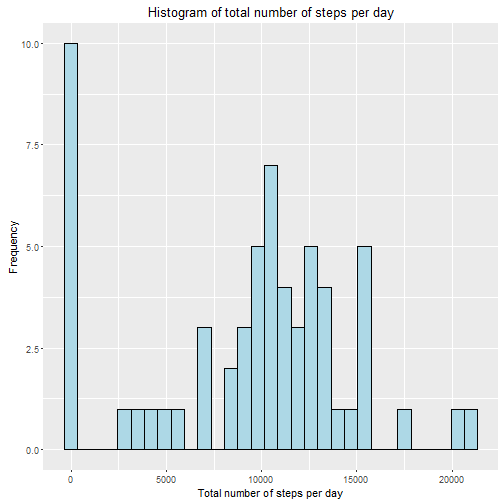 Histogram of total number of steps per day
10.0
7.5
5.0
2.5
0.0
Frequency
0 5000 10000 15000 20000
Total number of steps per day